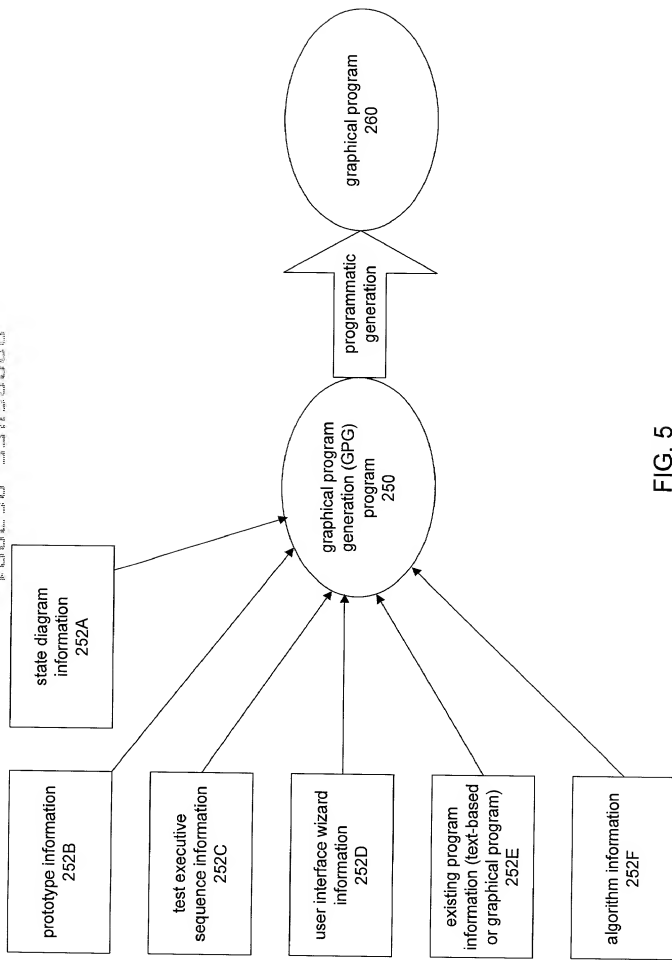 state diagram
information
252A
prototype information
252B
test executive
sequence information
252C
user interface wizard
information
252D
existing program
information (text-based
or graphical program)
252E
algorithm information
252F
graphical program
generation (GPG)
program
250
programmatic
generation
graphical program
260
FIG. 5